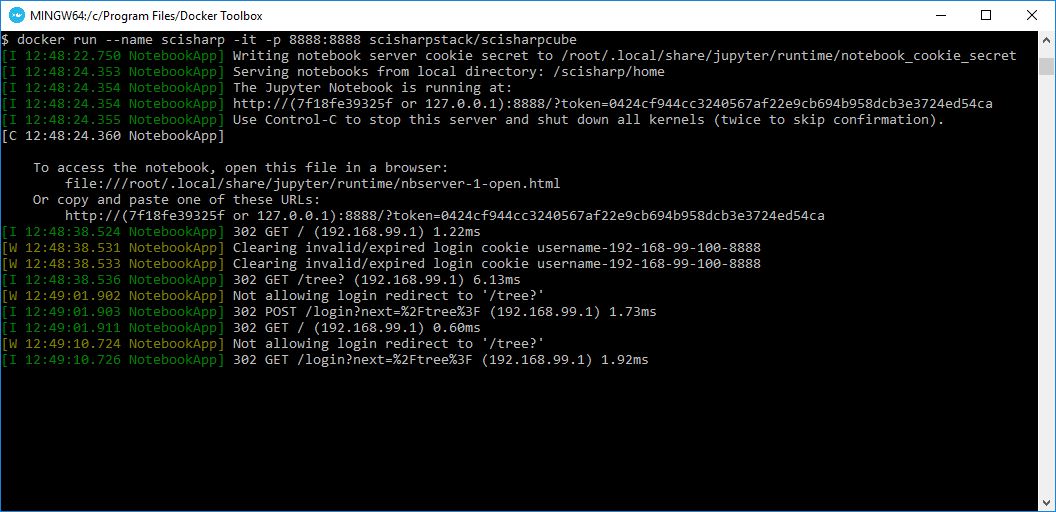 MINGW64:/c/Program Files/Docker Toolbox
$ docker run --name scisharp -it -p 8888:8888 scisharpstack/scisharpcube
[I 12:48:22.750 NotebookApp] Writing notebook server cookie secret to /root/.local/share/jupyter/runtime/notebook_cookie_secret
[I 12:48:24.353 NotebookApp] Serving notebooks from local directory: /scisharp/home
[I 12:48:24.354 NotebookApp] The Jupyter Notebook is running at:
[I 12:48:24.354 NotebookApp] http://(7f18fe39325f or 127.0.0.1):8888/?token=0424cf944cc3240567af22e9cb694b958dcb3e3724ed54ca
[I 12:48:24.355 NotebookApp] Use Control-C to stop this server and shut down all kernels (twice to skip confirmation).
[C 12:48:24.360 NotebookApp]
To access the notebook, open this file in a browser:
file:///root/.local/share/jupyter/runtime/nbserver-1-open.html
Or copy and paste one of these URLs:
http://(7f18fe39325f or 127.0.0.1):8888/?token=0424cf944cc3240567af22e9cb694b958dcb3e3724ed54ca
[I 12:48:38.524 NotebookApp] 302 GET / (192.168.99.1) 1.22ms
[W 12:48:38.531 NotebookApp] Clearing invalid/expired login cookie username-192-168-99-100-8888
[W 12:48:38.533 NotebookApp] Clearing invalid/expired login cookie username-192-168-99-100-8888
[I 12:48:38.536 NotebookApp] 302 GET /tree? (192.168.99.1) 6.13ms
[W 12:49:01.902 NotebookApp] Not allowing login redirect to '/tree?'
[I 12:49:01.903 NotebookApp] 302 POST /login?next=%2Ftree%3F (192.168.99.1) 1.73ms
[I 12:49:01.911 NotebookApp] 302 GET / (192.168.99.1) 0.60ms
[W 12:49:10.724 NotebookApp] Not allowing login redirect to '/tree?'
[I 12:49:10.726 NotebookApp] 302 GET /login?next=%2Ftree%3F (192.168.99.1) 1.92ms